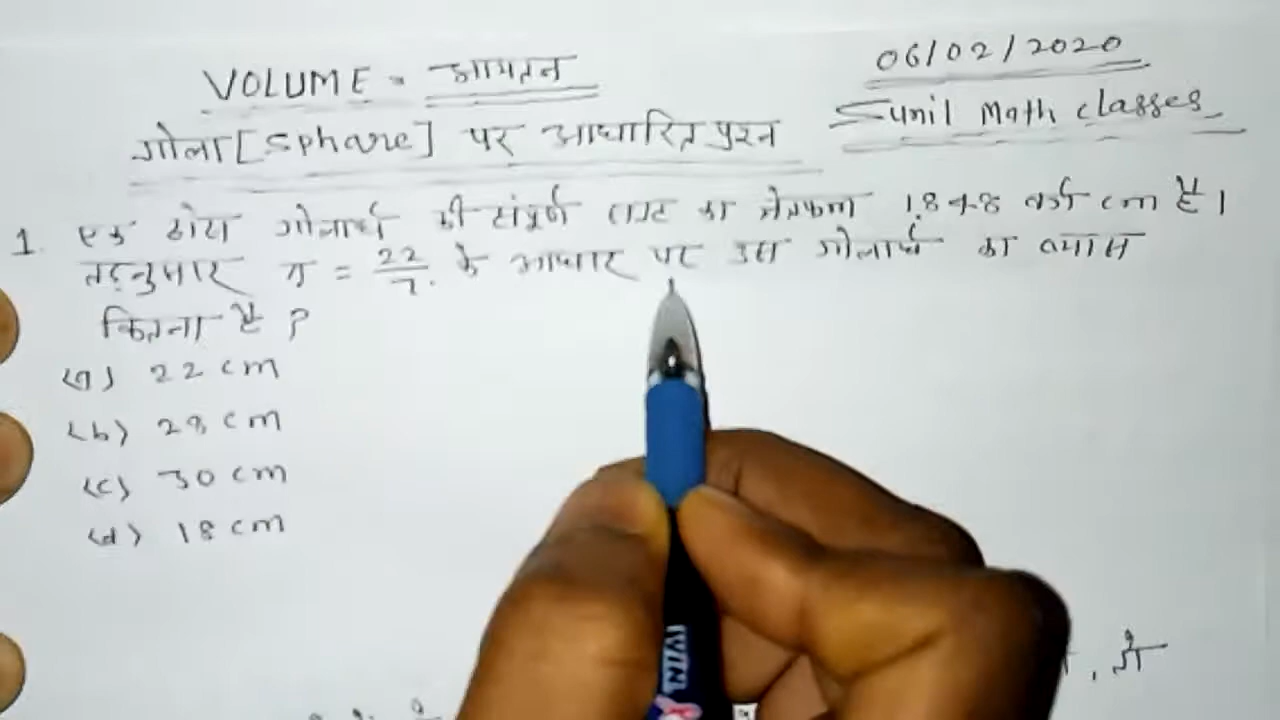 VOLUME = आयतन
06/02/2020
Sunil Math classes
गोला [Sphare] पर आधारित प्रश्न
1. एक ठोस गोलार्ध की संपूर्ण सतह का क्षेत्रफल 1848 वर्ग cm है।
तद्नुसार π = 22/7 के आधार पर उस गोलार्ध का व्यास
कितना है ?
(a) 22 cm
(b) 28 cm
(c) 30 cm
(d) 18 cm